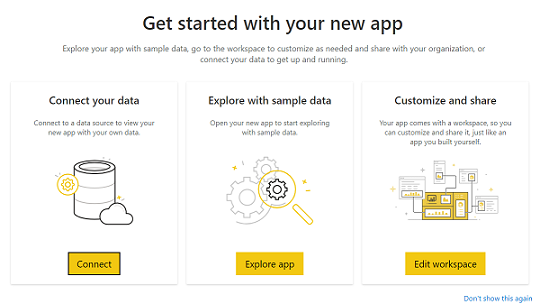 Get started with your new app
Explore your app with sample data, go to the workspace to customize as needed and share with your organization, or
connect your data to get up and running.
Connect your data
Connect to a data source to view your
new app with your own data.
Connect
Explore with sample data
Open your new app to start exploring
with sample data.
Explore app
Customize and share
Your app comes with a workspace, so you
can customize and share it, just like an
app you built yourself.
Edit workspace
Don't show this again